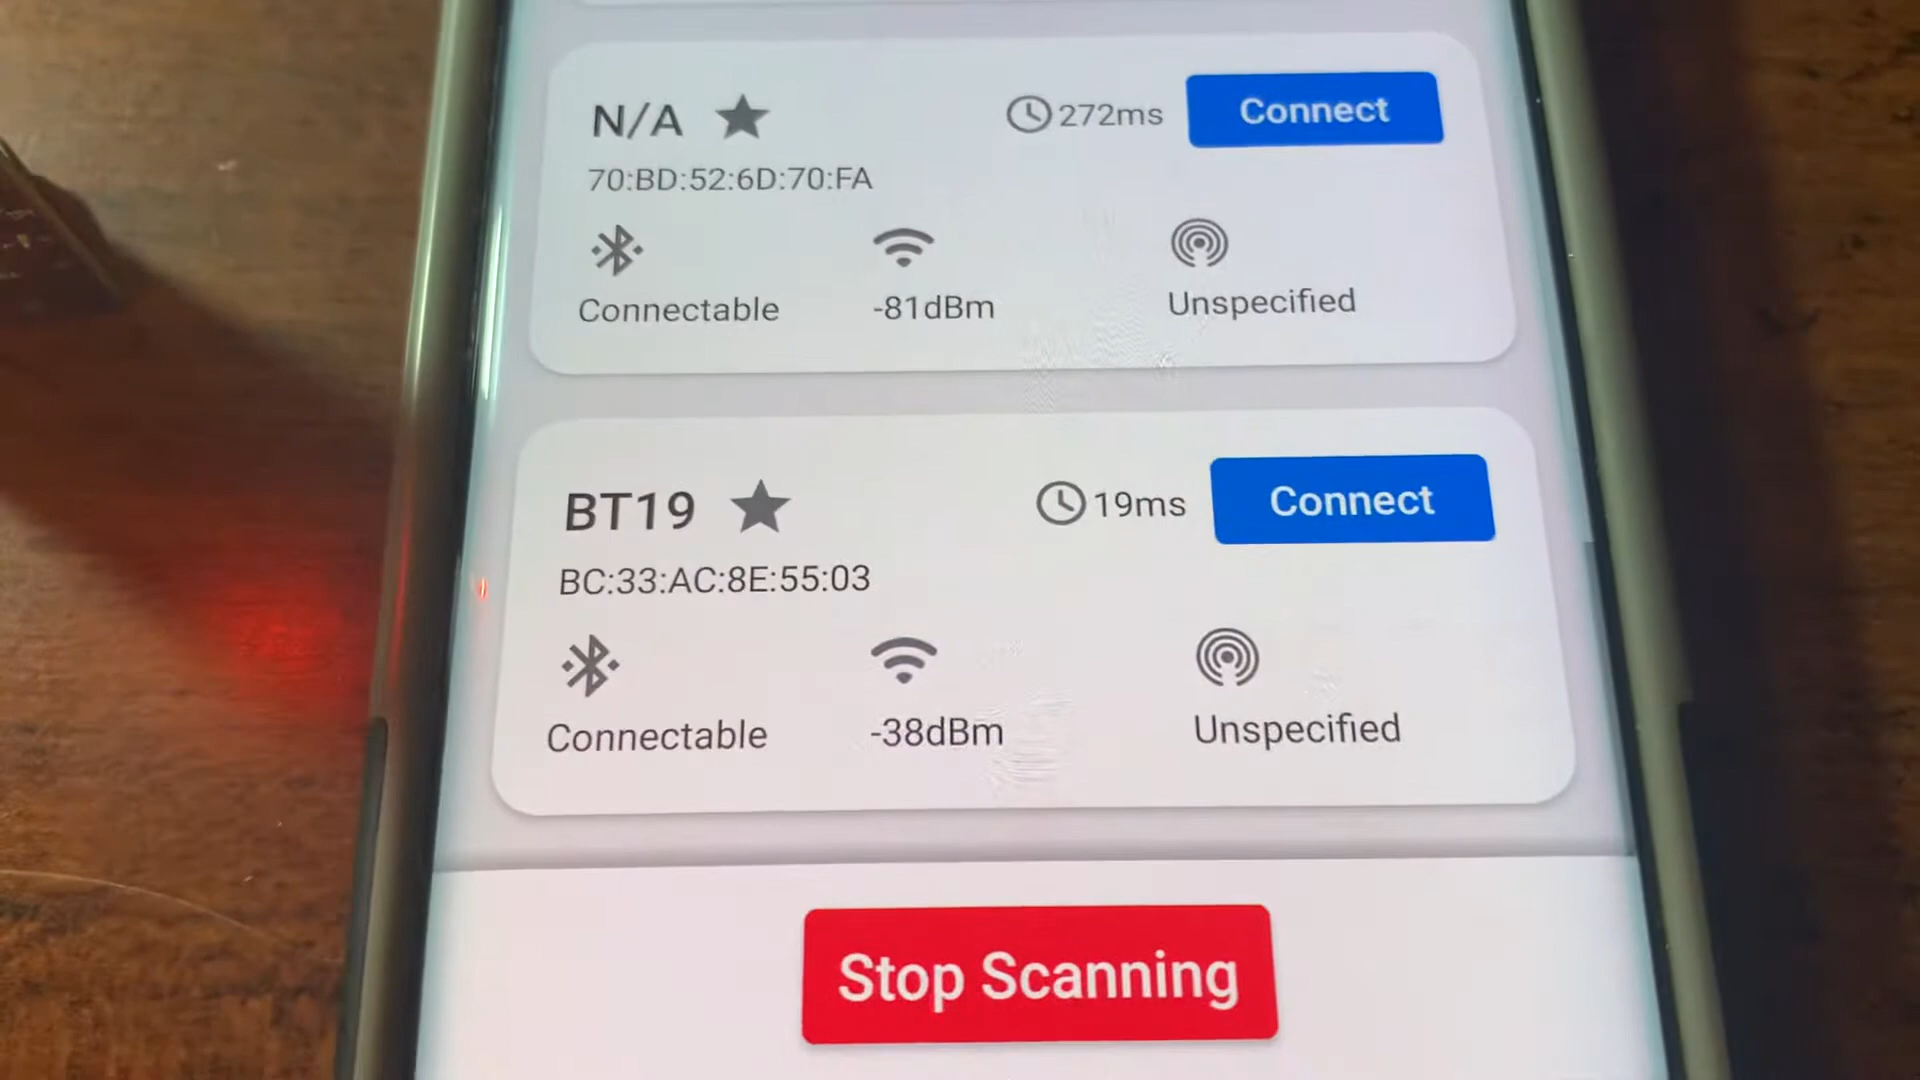 N/A
272ms
Connect
70:BD:52:6D:70:FA
Connectable
-81dBm
Unspecified
BT19
19ms
Connect
BC:33:AC:8E:55:03
Connectable
-38dBm
Unspecified
Stop Scanning